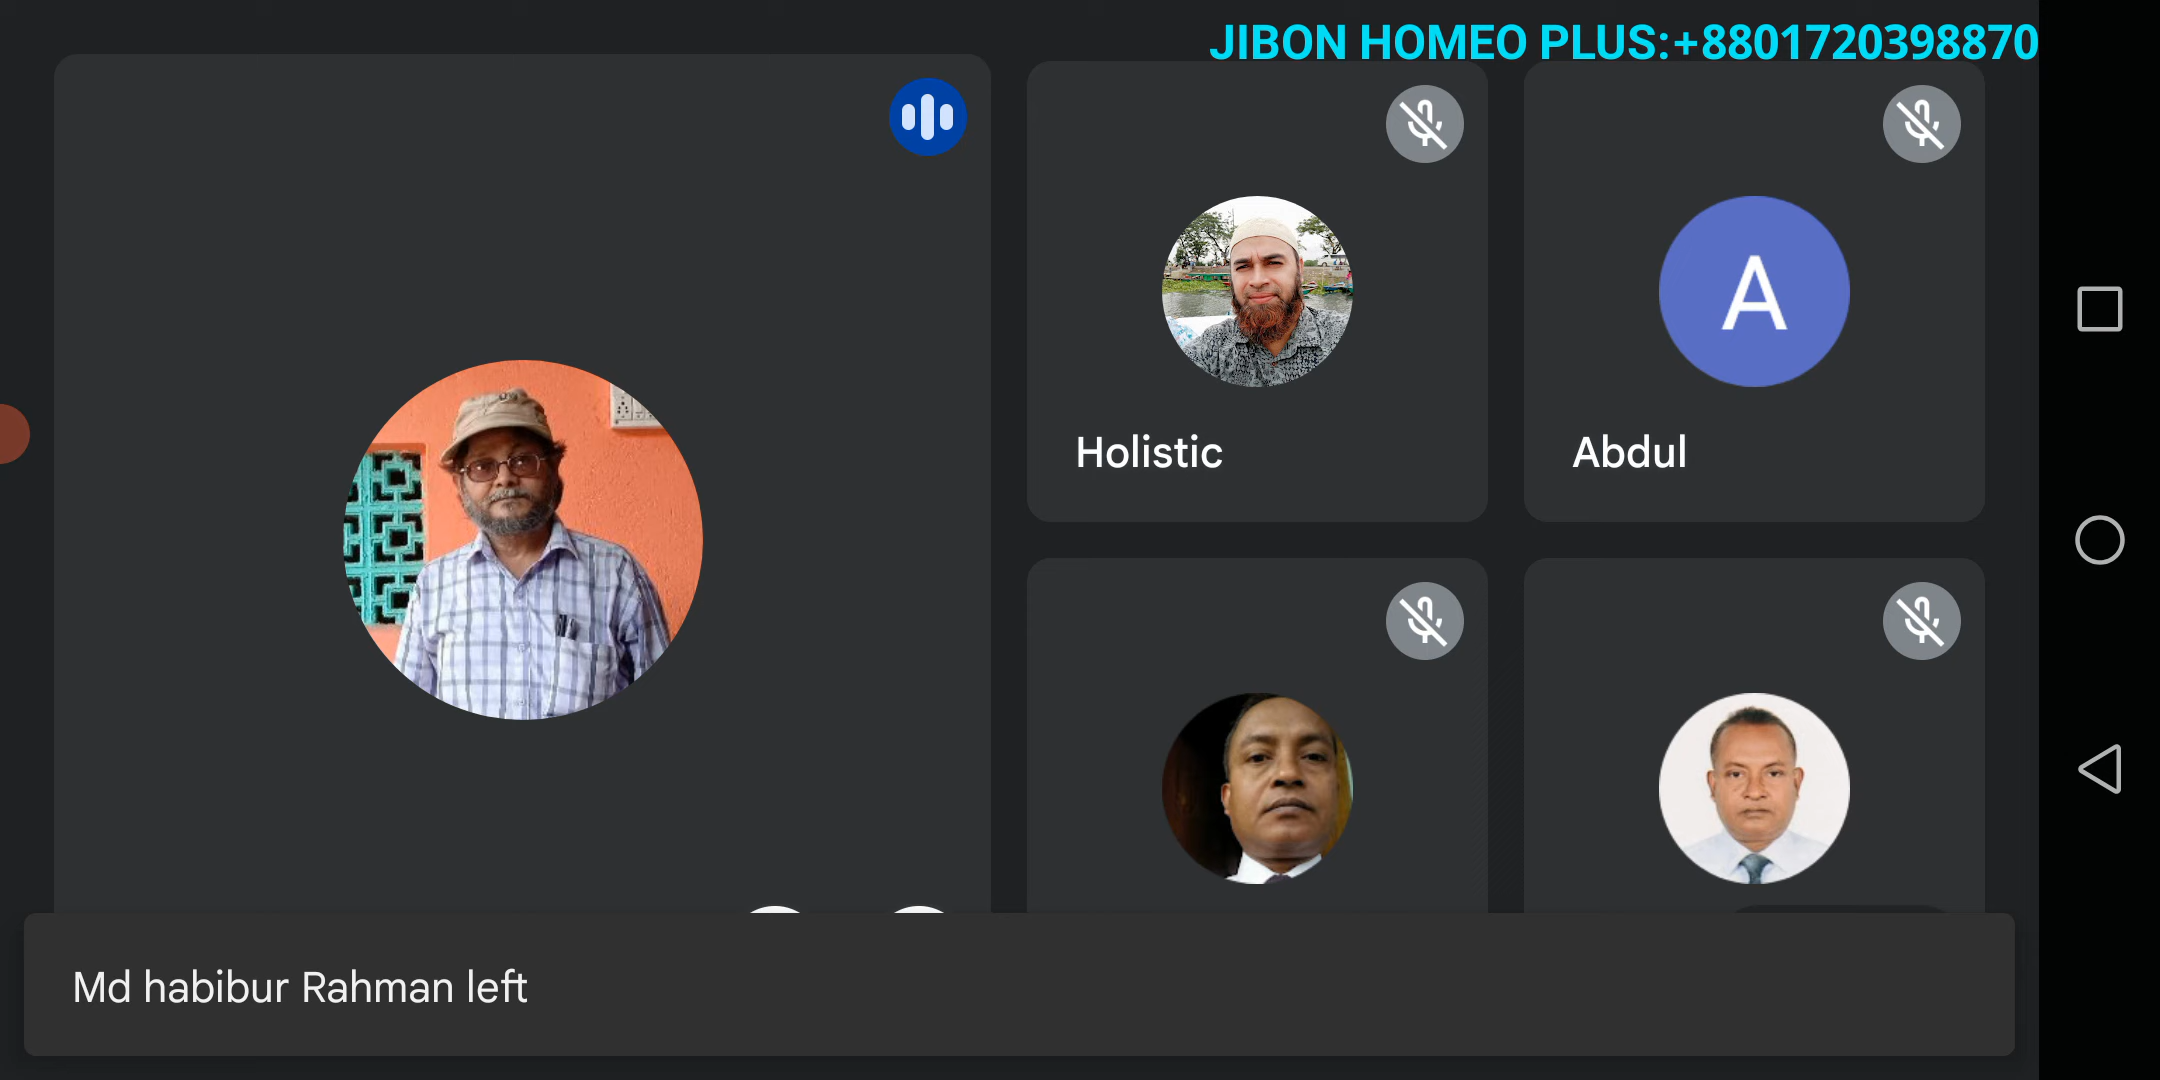 JIBON HOMEO PLUS:+8801720398870
A
Holistic
Abdul
Md habibur Rahman left